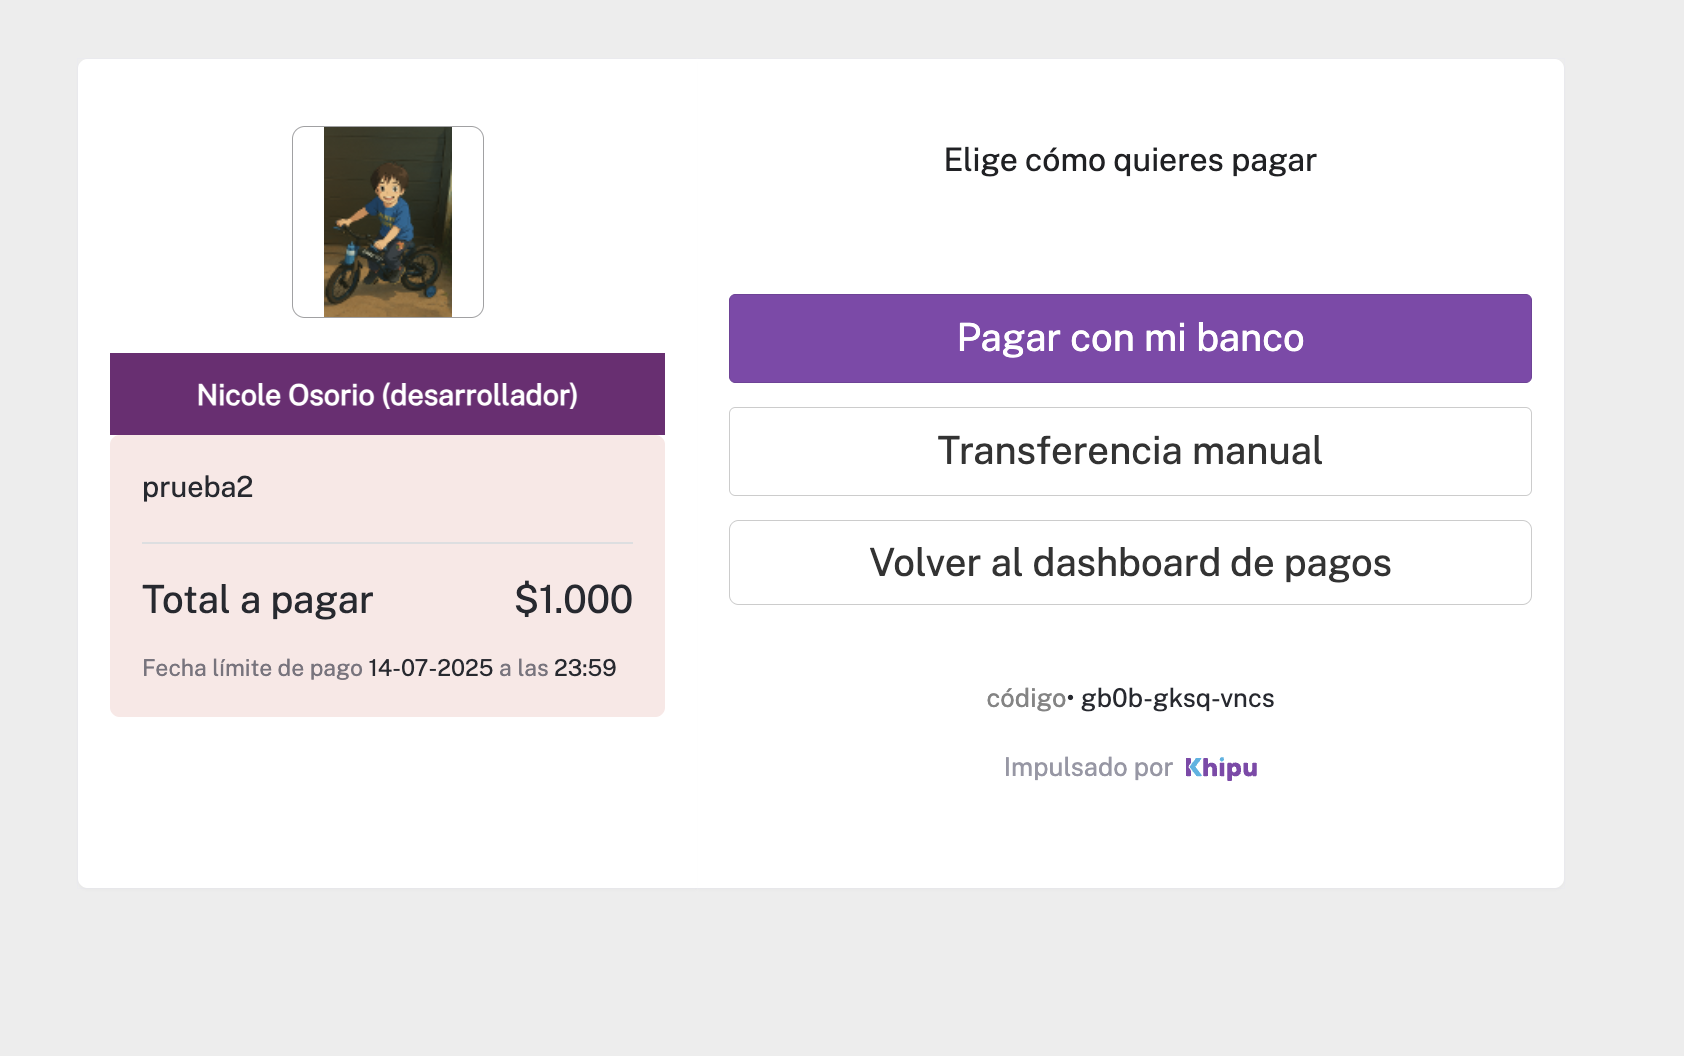 Nicole Osorio (desarrollador)
prueba2
Total a pagar $1.000
Fecha límite de pago 14-07-2025 a las 23:59
Elige cómo quieres pagar
Pagar con mi banco
Transferencia manual
Volver al dashboard de pagos
código• gb0b-gksq-vncs
Impulsado por Khipu